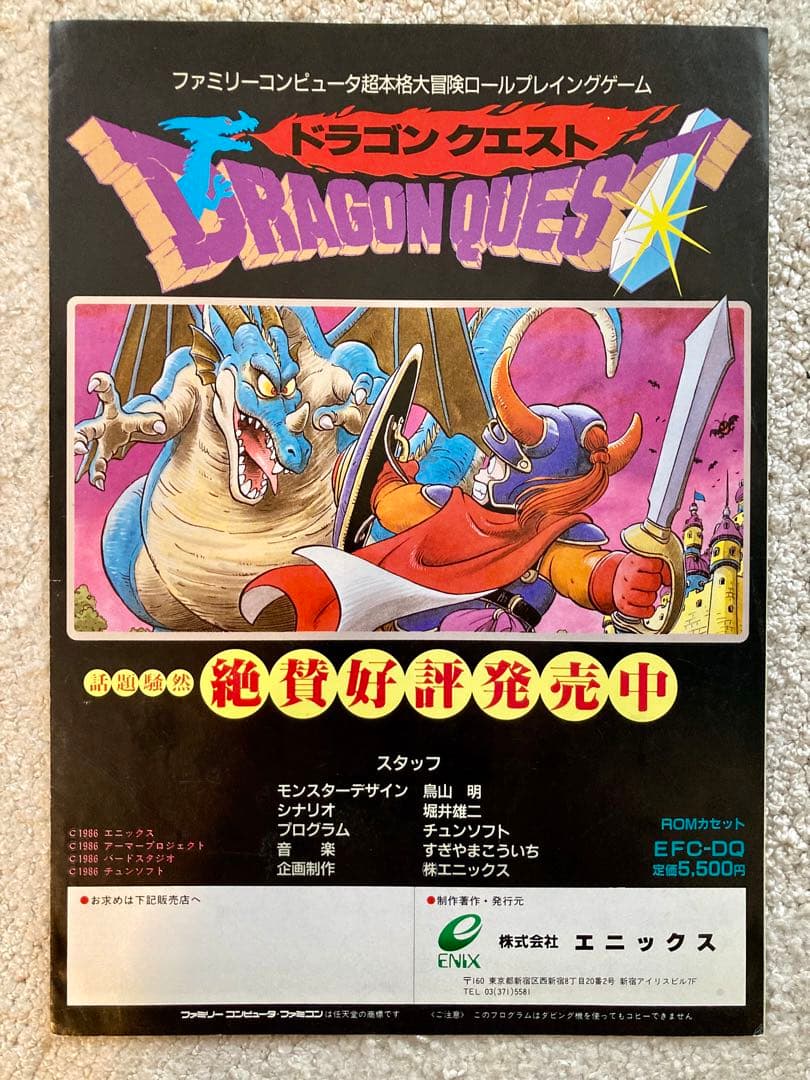 ファミリーコンピュータ超本格大冒険ロールプレイングゲーム
ドラゴン クエスト
DRAGON QUEST
話題騒然 絶賛好評発売中
スタッフ
モンスターデザイン 鳥山 明
シナリオ 堀井雄二
プログラム チュンソフト
音 楽 すぎやまこういち
企画制作 ㈱エニックス
©1986 エニックス
©1986 アーマープロジェクト
©1986 バードスタジオ
©1986 チュンソフト
ROMカセット
EFC-DQ
定価5,500円
●お求めは下記販売店へ
●制作著作・発行元
ENIX
株式会社 エニックス
〒160 東京都新宿区西新宿8丁目20番2号 新宿アイリスビル7F
TEL 03(371)5581
ファミリーコンピュータ・ファミコンは任天堂の商標です 〈ご注意〉 このプログラムはダビング機を使ってもコピーできません